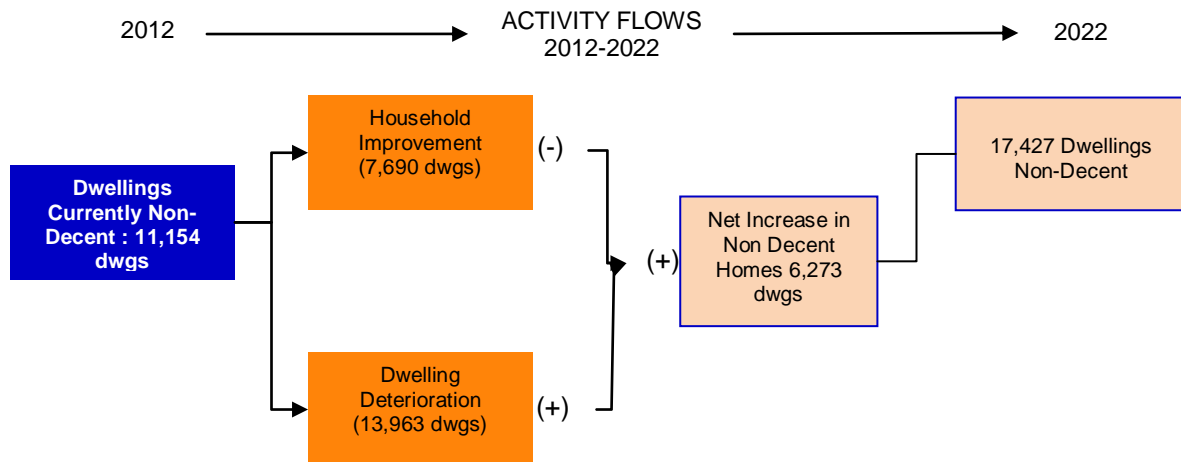 2012
ACTIVITY FLOWS
2012-2022
2022
Household
Improvement
(7,690 dwgs)
(-)
17,427 Dwellings
Non-Decent
Dwellings
Currently Non-
Decent : 11,154
dwgs
Net Increase in
Non Decent
Homes 6,273
dwgs
(+)
Dwelling
Deterioration
(13,963 dwgs)
(+)